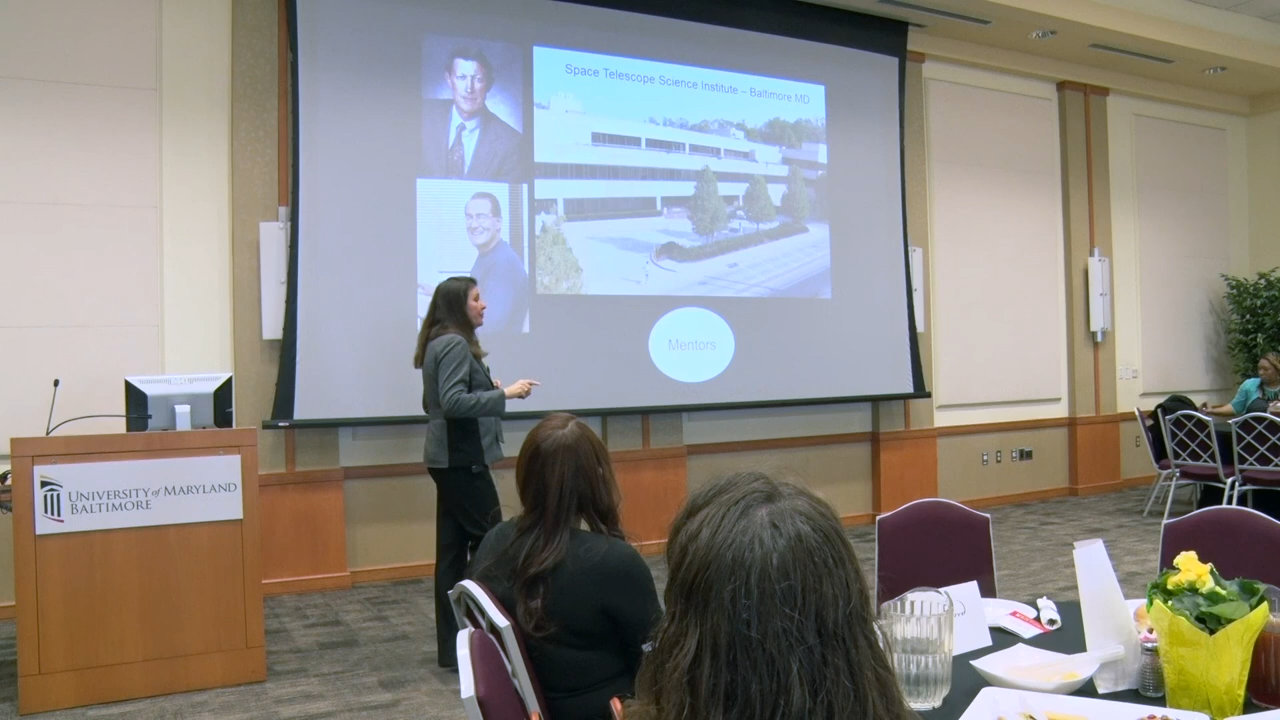 Space Telescope Science Institute – Baltimore MD
Mentors
UNIVERSITY of MARYLAND
BALTIMORE